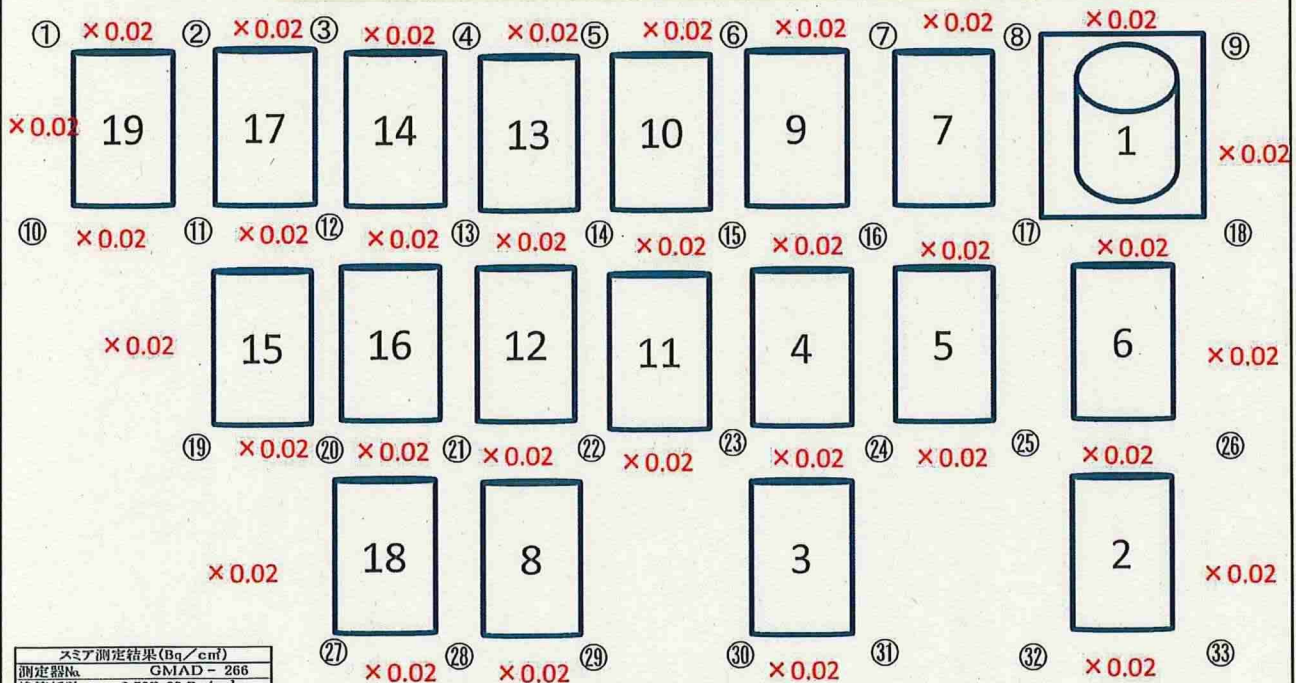 ① ×0.02 ② ×0.02 ③ ×0.02 ④ ×0.02 ⑤ ×0.02 ⑥ ×0.02 ⑦ ×0.02 ⑧ ×0.02 ⑨
×0.02 19 17 14 13 10 9 7 1 ×0.02
⑩ ×0.02 ⑪ ×0.02 ⑫ ×0.02 ⑬ ×0.02 ⑭ ×0.02 ⑮ ×0.02 ⑯ ×0.02 ⑰ ×0.02 ⑱
×0.02 15 16 12 11 4 5 6 ×0.02
⑲ ×0.02 ⑳ ×0.02 ㉑ ×0.02 ㉒ ×0.02 ㉓ ×0.02 ㉔ ×0.02 ㉕ ×0.02 ㉖
×0.02 18 8 3 2 ×0.02
㉗ ×0.02 ㉘ ×0.02 ㉙ ㉚ ×0.02 ㉛ ㉜ ×0.02 ㉝
スミア測定結果(Bq/c㎡)
測定器№ GMAD - 266